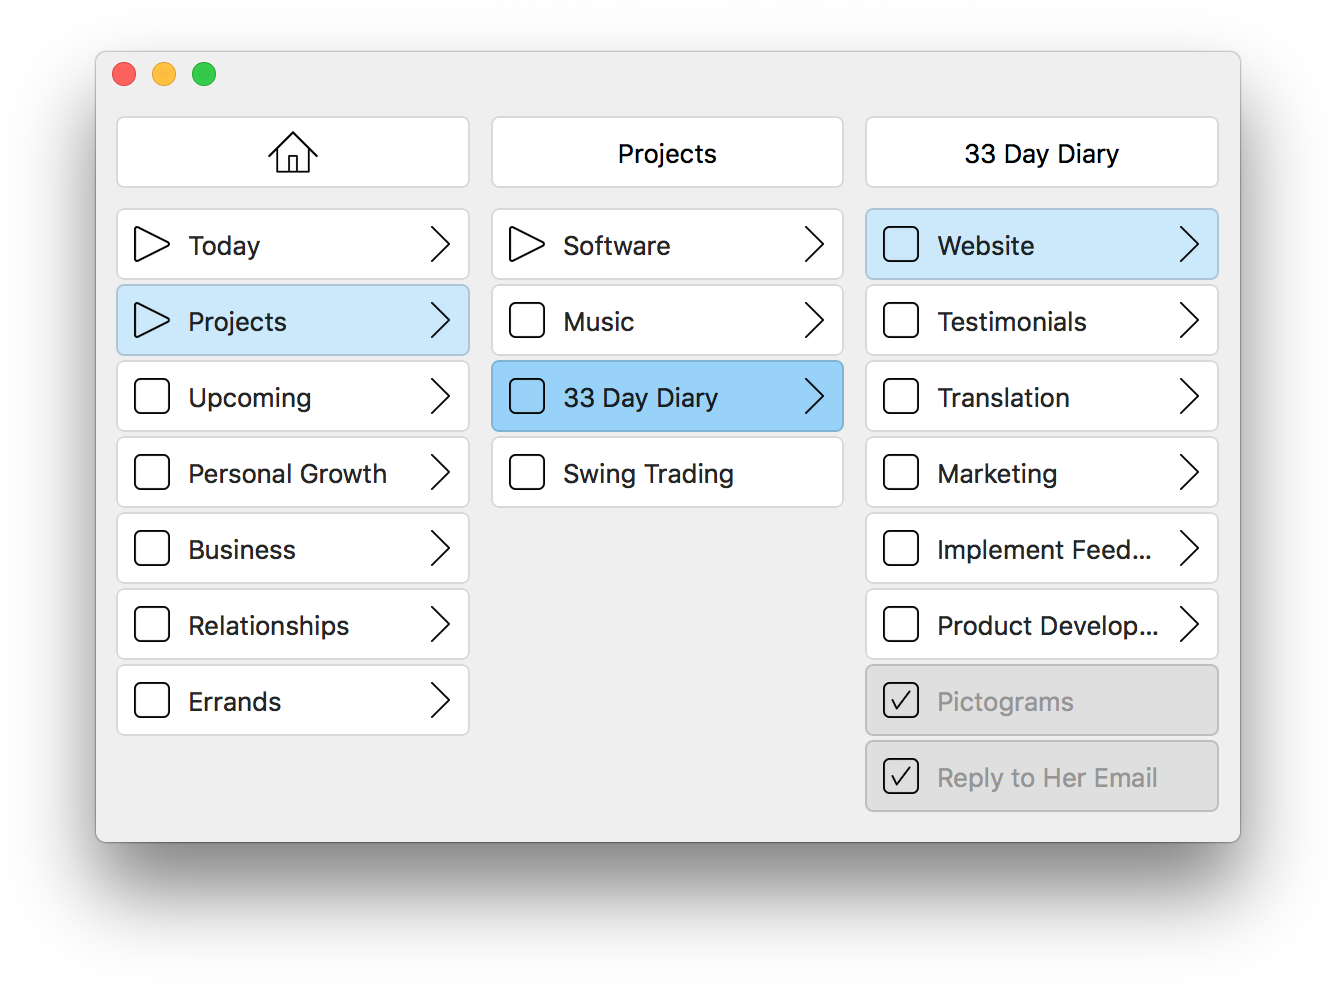 Projects
33 Day Diary
Today
Projects
Upcoming
Personal Growth
Business
Relationships
Errands
Software
Music
33 Day Diary
Swing Trading
Website
Testimonials
Translation
Marketing
Implement Feed...
Product Develop...
Pictograms
Reply to Her Email